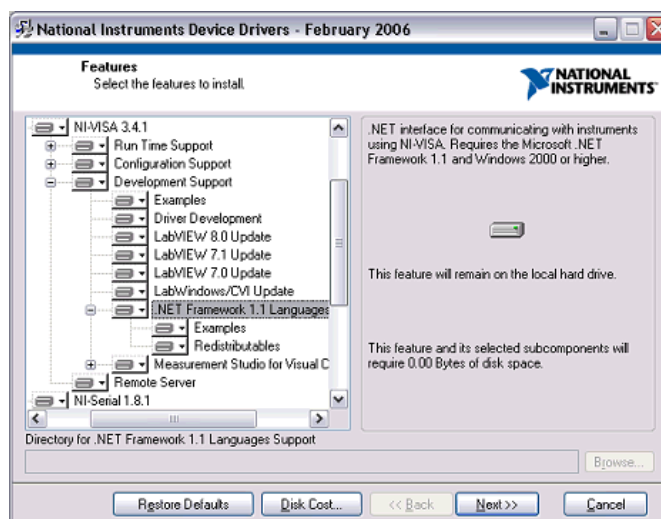 National Instruments Device Drivers - February 2006
Features
Select the features to install.
NATIONAL
INSTRUMENTS™
NI-VISA 3.4.1
Run Time Support
Configuration Support
Development Support
Examples
Driver Development
LabVIEW 8.0 Update
LabVIEW 7.1 Update
LabVIEW 7.0 Update
LabWindows/CVI Update
.NET Framework 1.1 Languages
Examples
Redistributables
Measurement Studio for Visual C
Remote Server
NI-Serial 1.8.1
.NET interface for communicating with instruments
using NI-VISA. Requires the Microsoft .NET
Framework 1.1 and Windows 2000 or higher.
This feature will remain on the local hard drive.
This feature and its selected subcomponents will
require 0.00 Bytes of disk space.
Directory for .NET Framework 1.1 Languages Support
Browse...
Restore Defaults
Disk Cost...
<< Back
Next >>
Cancel